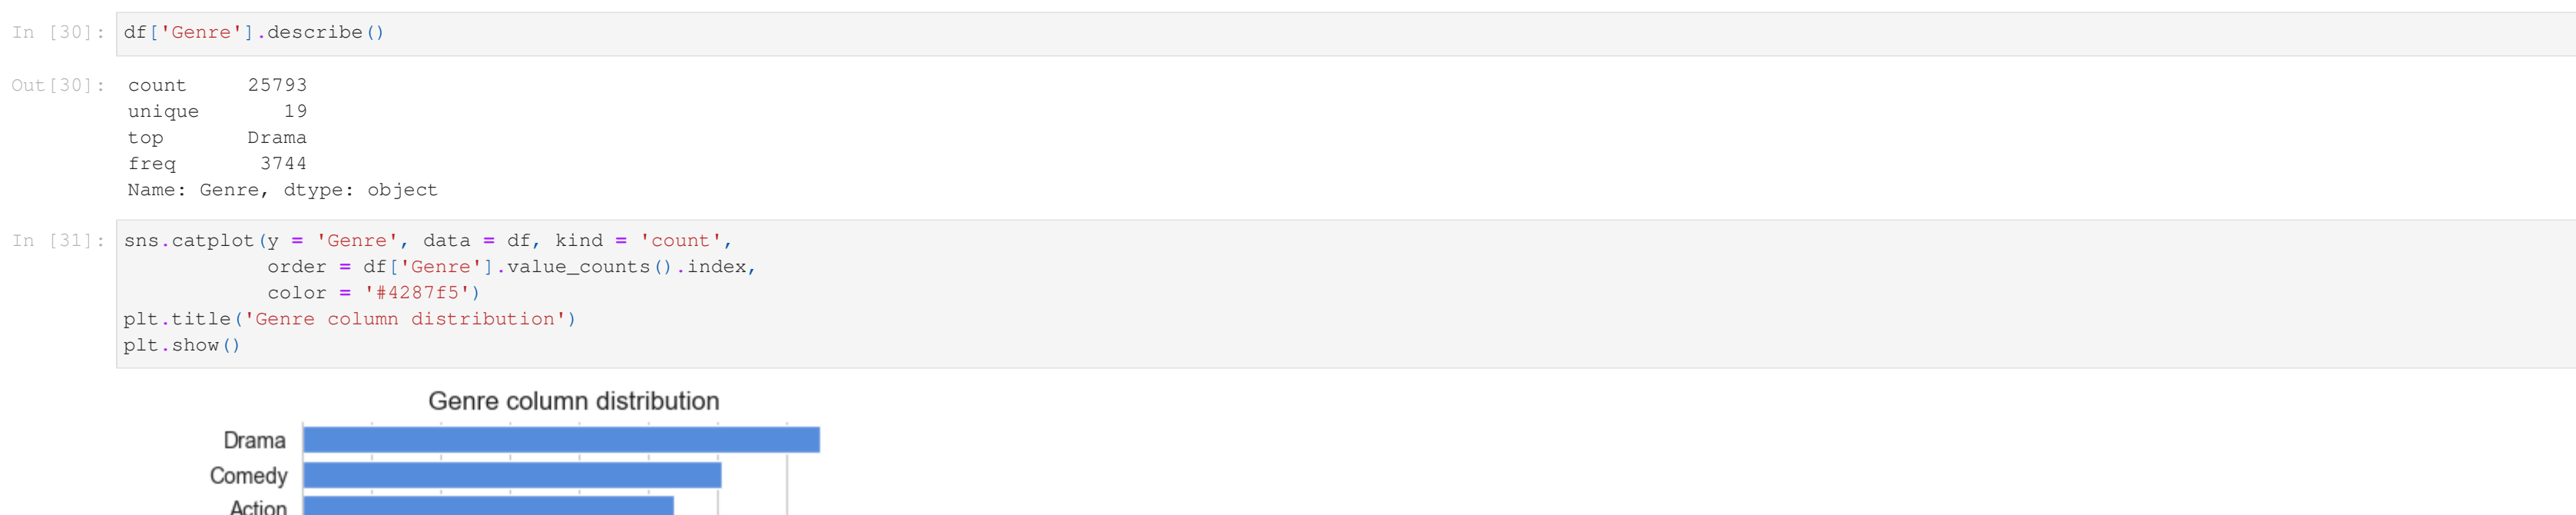 In [30]: df['Genre'].describe()
Out[30]: count 25793
unique 19
top Drama
freq 3744
Name: Genre, dtype: object
In [31]: sns.catplot(y = 'Genre', data = df, kind = 'count',
order = df['Genre'].value_counts().index,
color = '#4287f5')
plt.title('Genre column distribution')
plt.show()
Genre column distribution
Drama
Comedy
Action